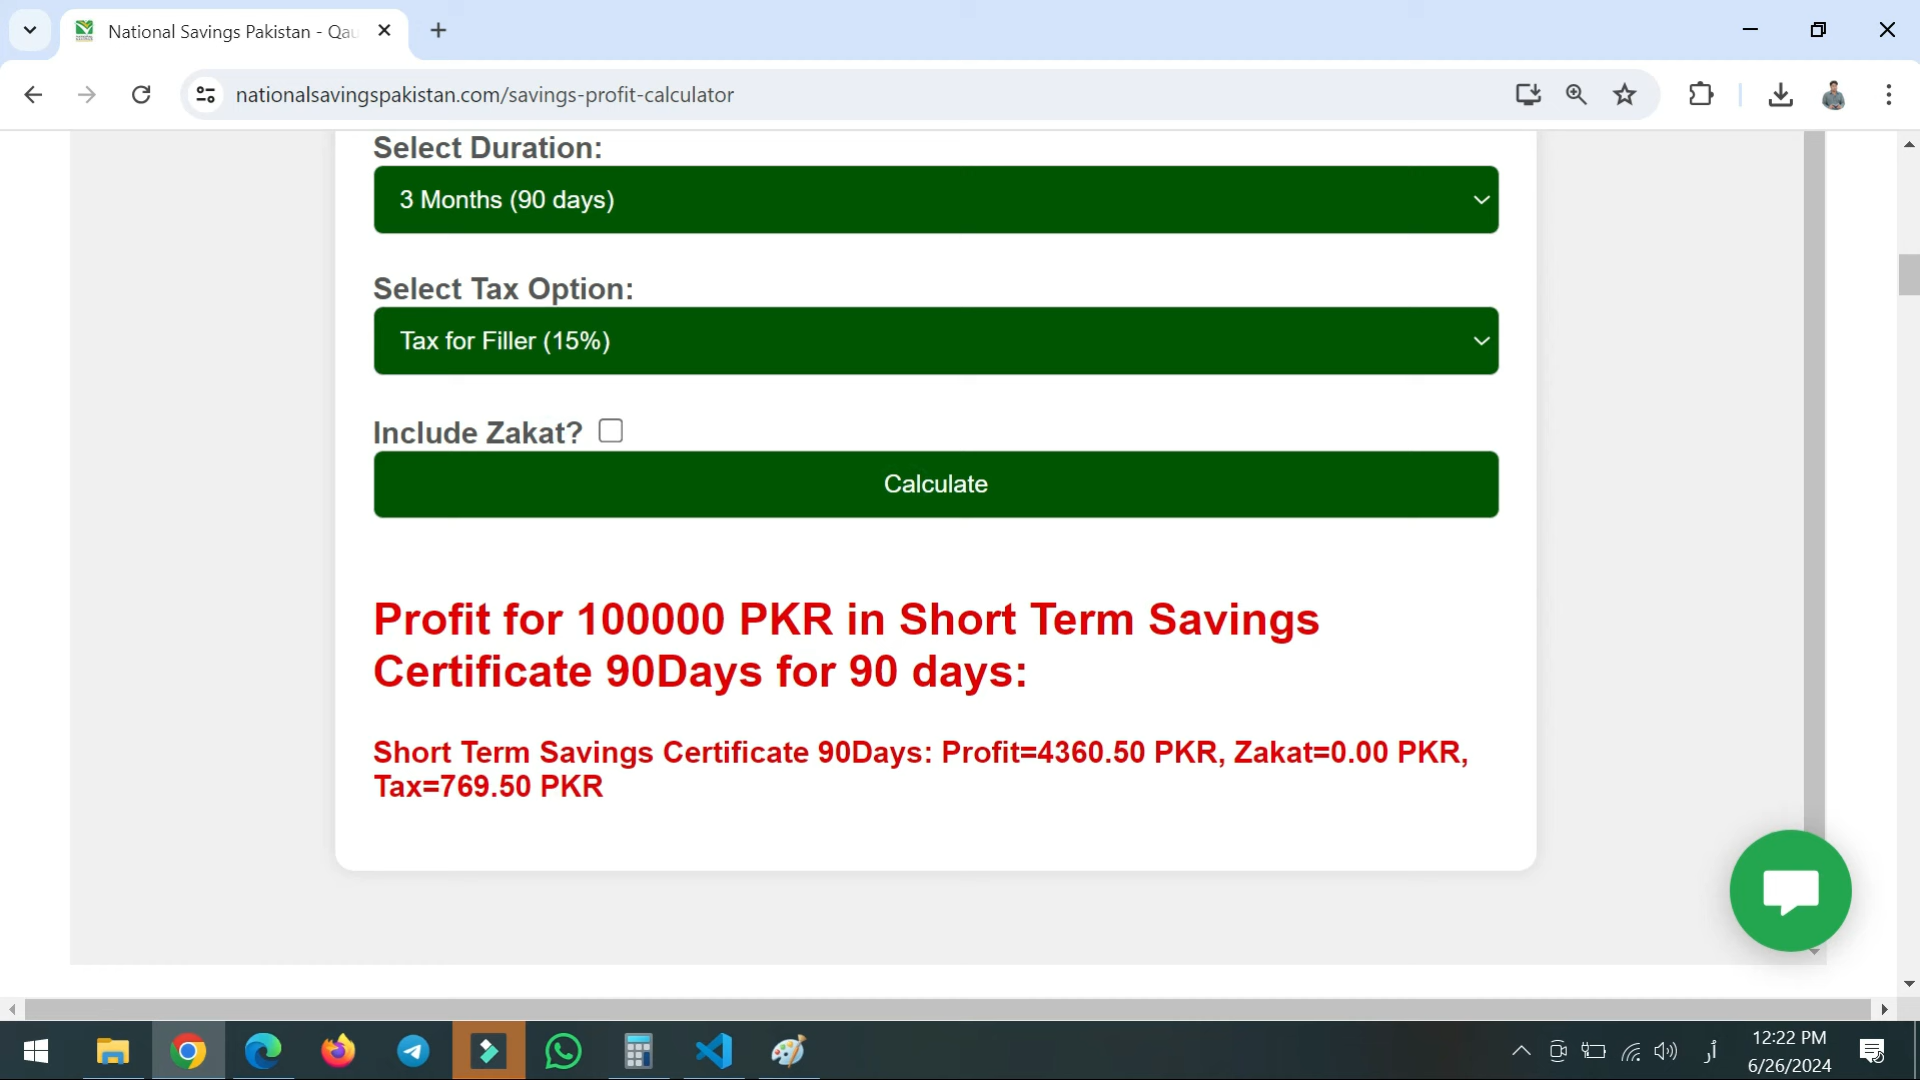 National Savings Pakistan - Qau
nationalsavingspakistan.com/savings-profit-calculator
Select Duration:
3 Months (90 days)
Select Tax Option:
Tax for Filler (15%)
Include Zakat?
Calculate
Profit for 100000 PKR in Short Term Savings
Certificate 90Days for 90 days:
Short Term Savings Certificate 90Days: Profit=4360.50 PKR, Zakat=0.00 PKR,
Tax=769.50 PKR
12:22 PM
6/26/2024